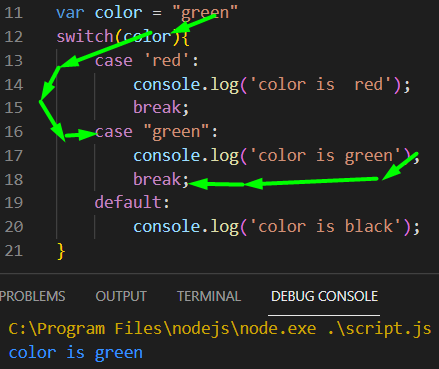 11 var color = "green"
12 switch(color){
13 case 'red':
14 console.log('color is  red');
15 break;
16 case "green":
17 console.log('color is green');
18 break;
19 default:
20 console.log('color is black');
21 }
PROBLEMS OUTPUT TERMINAL DEBUG CONSOLE
C:\Program Files\nodejs\node.exe .\script.js
color is green